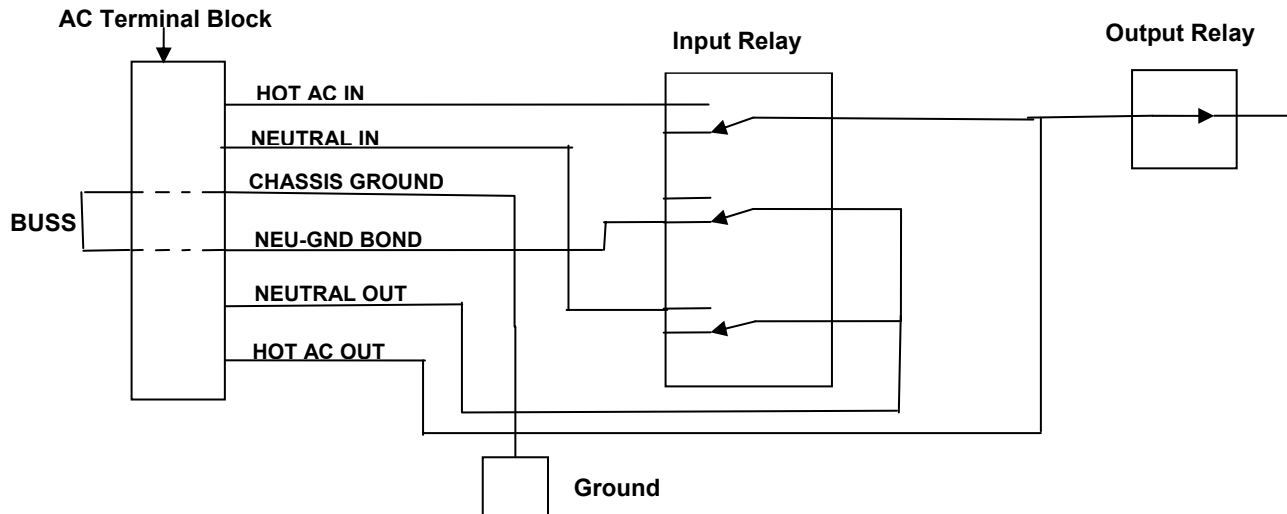 AC Terminal Block
Input Relay
Output Relay
HOT AC IN
NEUTRAL IN
CHASSIS GROUND
BUSS
NEU-GND BOND
NEUTRAL OUT
HOT AC OUT
Ground